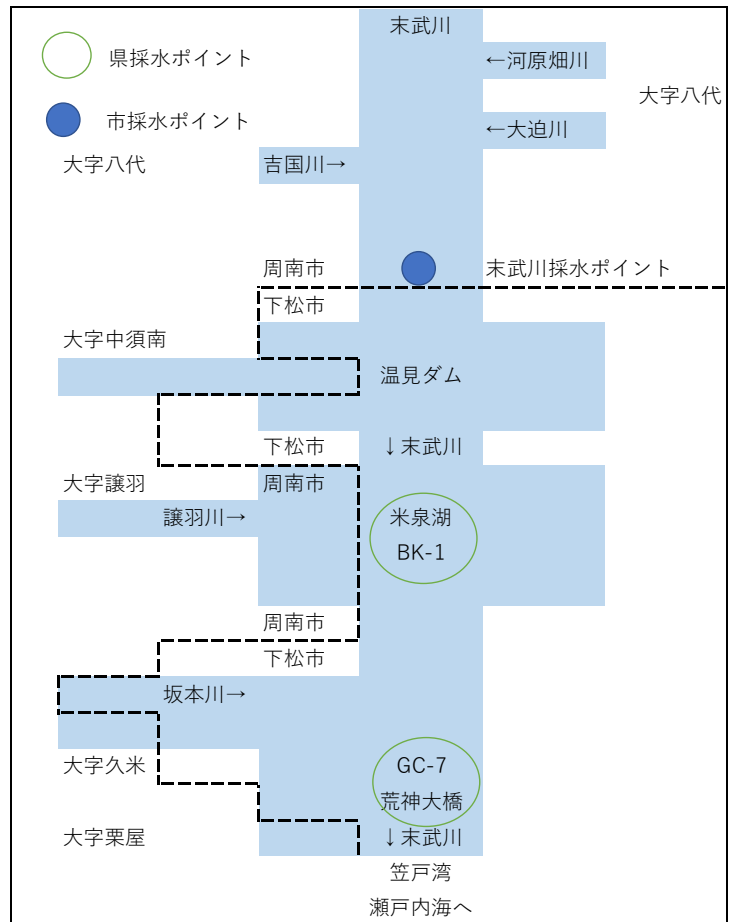 末武川
県採水ポイント
←河原畑川
大字八代
市採水ポイント
←大迫川
大字八代
吉国川→
周南市
末武川採水ポイント
下松市
大字中須南
温見ダム
下松市
↓末武川
大字譲羽
周南市
譲羽川→
米泉湖
BK-1
周南市
下松市
坂本川→
大字久米
GC-7
荒神大橋
大字栗屋
↓末武川
笠戸湾
瀬戸内海へ